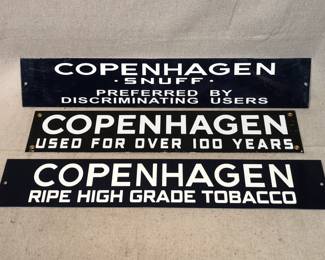 COPENHAGEN
·SNUFF·
PREFERRED BY
DISCRIMINATING USERS
COPENHAGEN
USED FOR OVER 100 YEARS
COPENHAGEN
RIPE HIGH GRADE TOBACCO